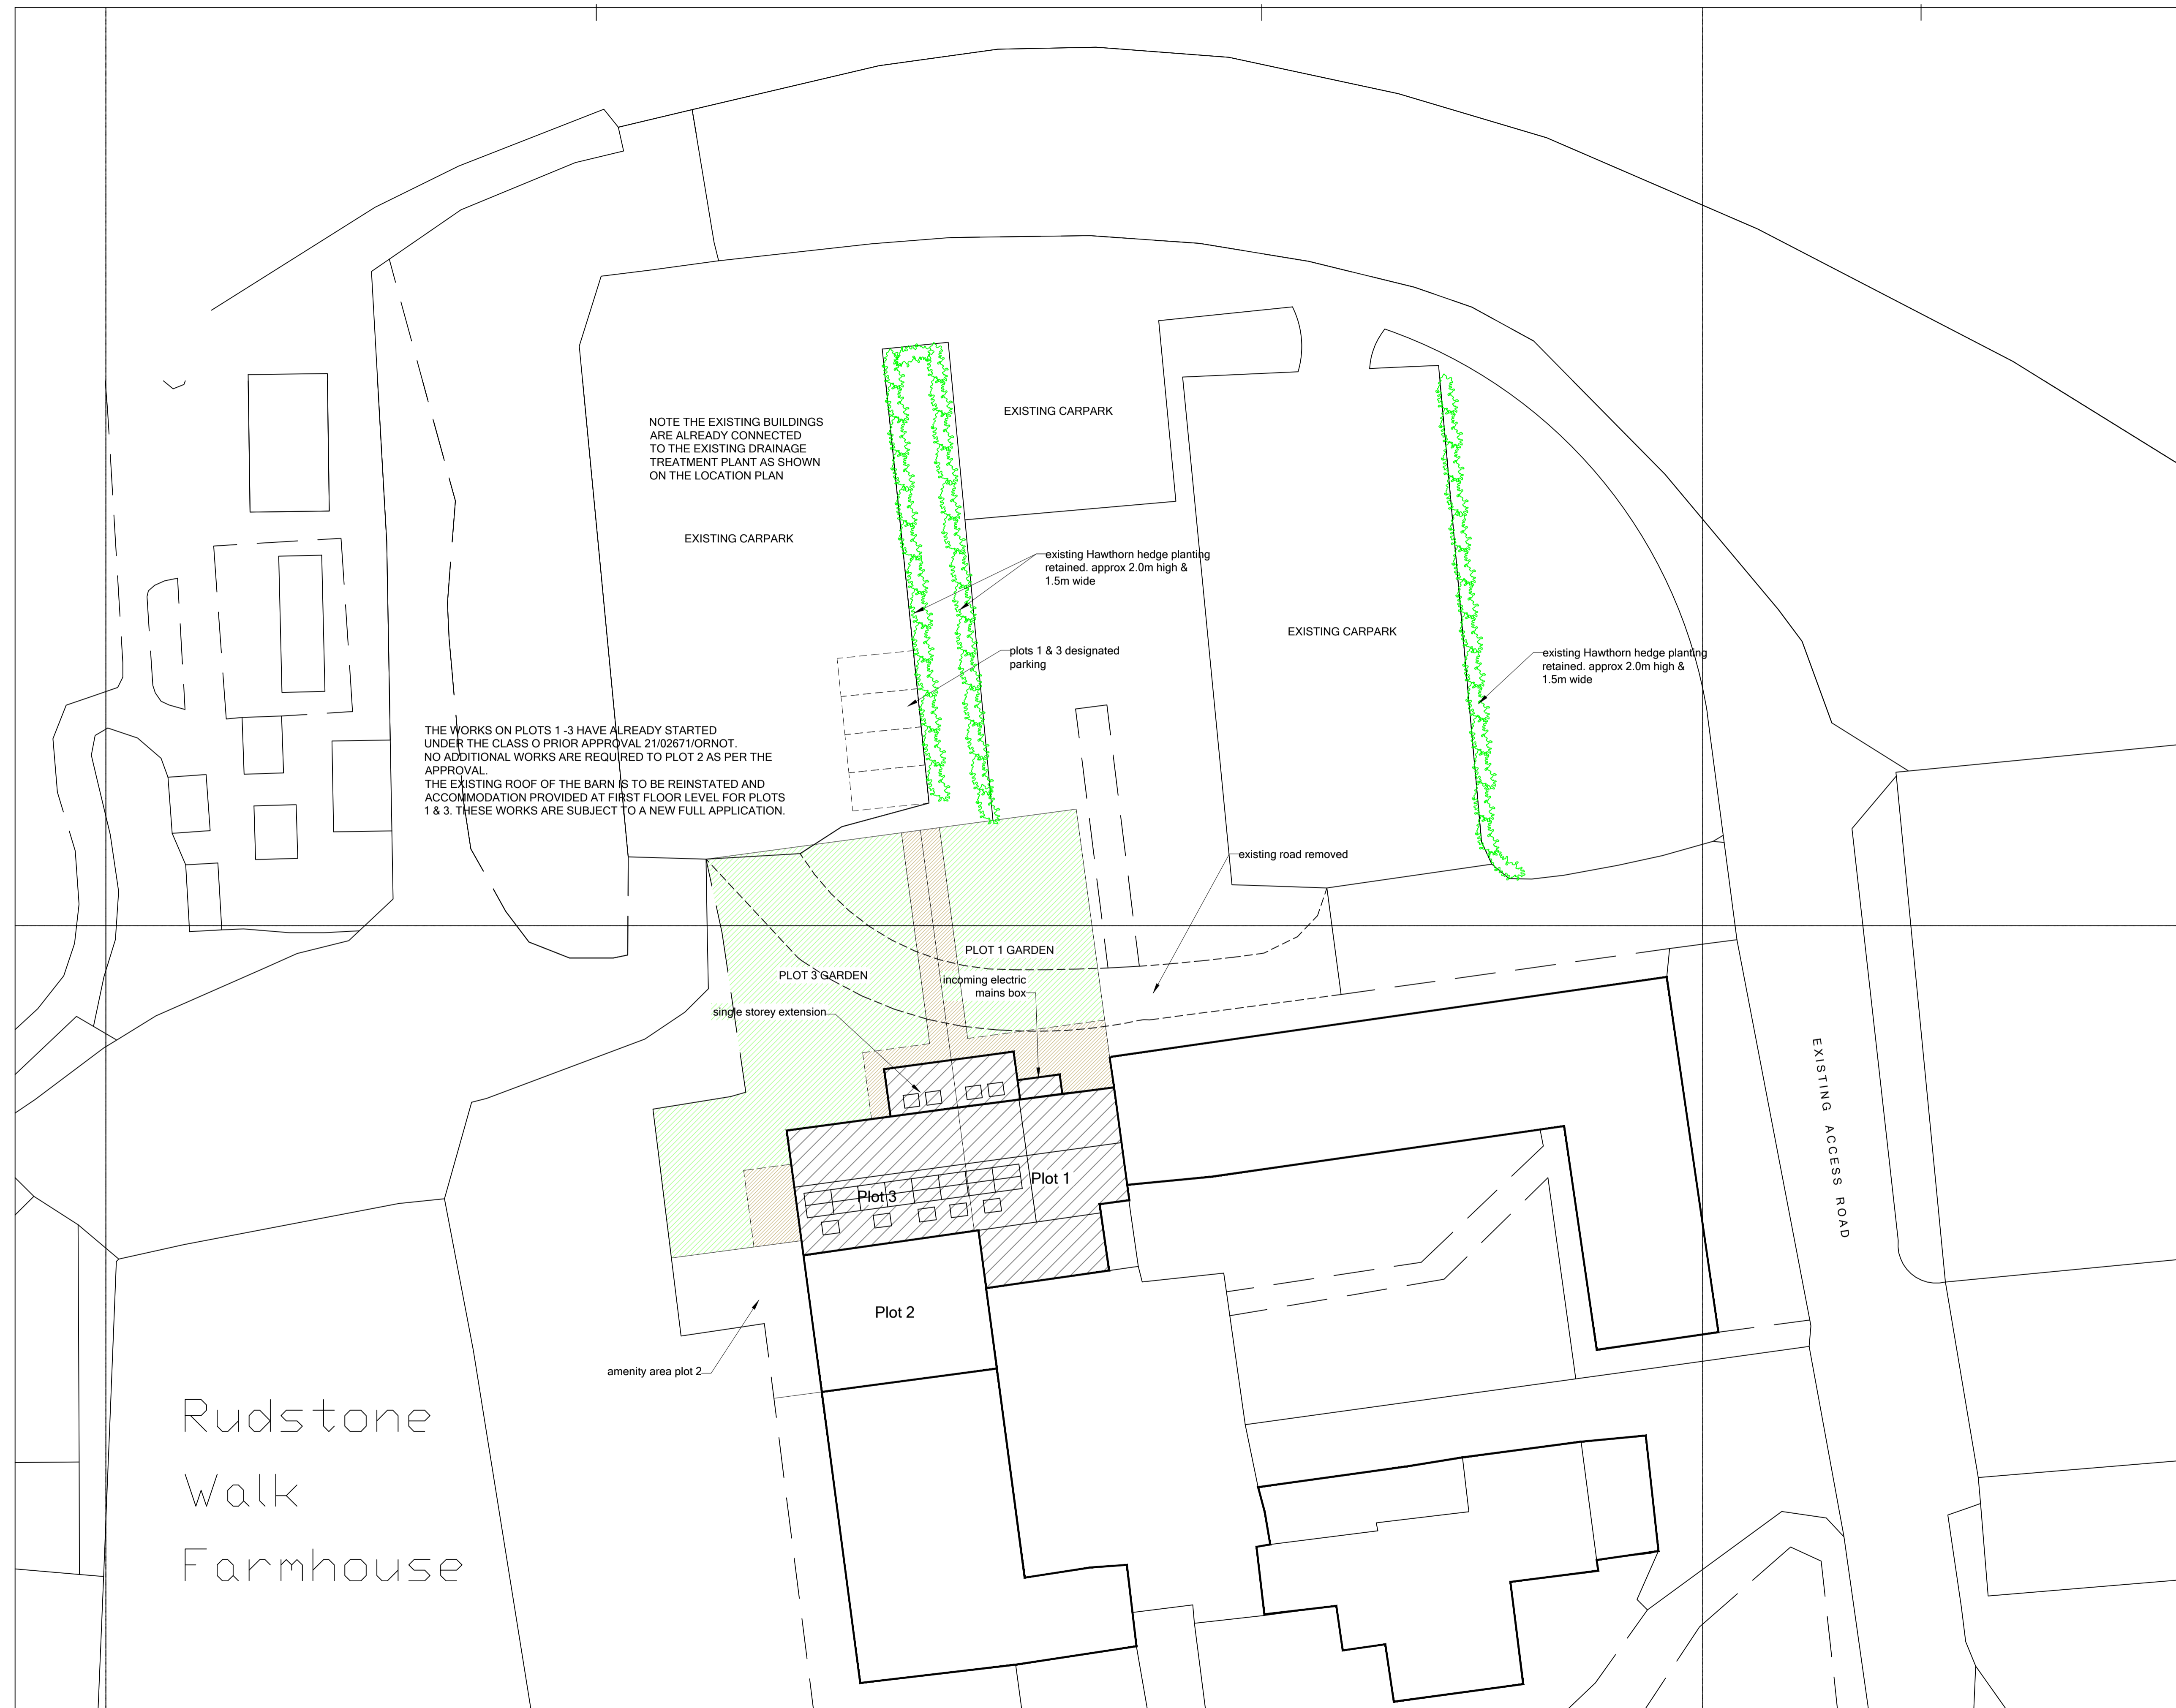 EXISTING CARPARK
NOTE THE EXISTING BUILDINGS
ARE ALREADY CONNECTED
TO THE EXISTING DRAINAGE
TREATMENT PLANT AS SHOWN
ON THE LOCATION PLAN
EXISTING CARPARK
existing Hawthorn hedge planting
retained. approx 2.0m high &
1.5m wide
EXISTING CARPARK
plots 1 & 3 designated
parking
existing Hawthorn hedge planting
retained. approx 2.0m high &
1.5m wide
THE WORKS ON PLOTS 1 -3 HAVE ALREADY STARTED
UNDER THE CLASS O PRIOR APPROVAL 21/02671/ORNOT.
NO ADDITIONAL WORKS ARE REQUIRED TO PLOT 2 AS PER THE
APPROVAL.
THE EXISTING ROOF OF THE BARN IS TO BE REINSTATED AND
ACCOMMODATION PROVIDED AT FIRST FLOOR LEVEL FOR PLOTS
1 & 3. THESE WORKS ARE SUBJECT TO A NEW FULL APPLICATION.
existing road removed
PLOT 1 GARDEN
PLOT 3 GARDEN
incoming electric
mains box
single storey extension
EXISTING ACCESS ROAD
Plot 1
Plot 3
Plot 2
amenity area plot 2
Rudstone
Walk
Farmhouse